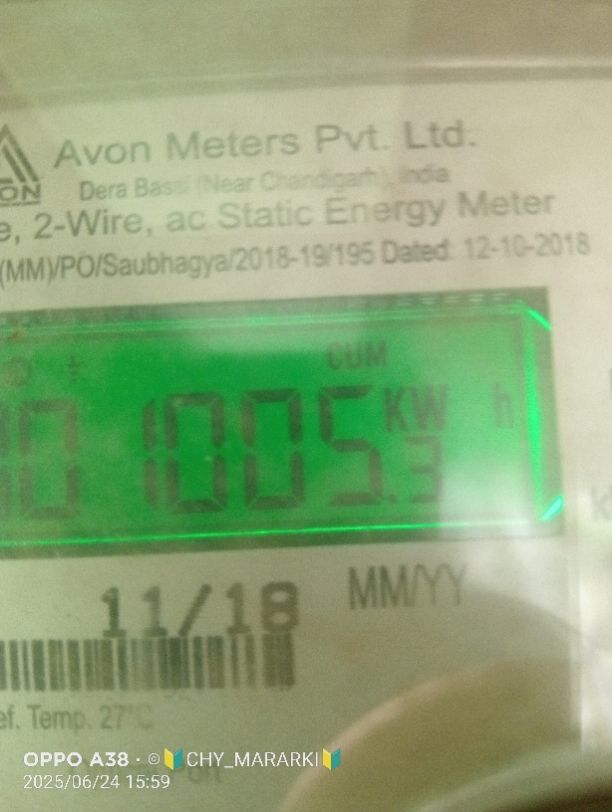 Avon Meters Pvt. Ltd.
ON
Dera Bassi (Near Chandigarh), India
e, 2-Wire, ac Static Energy Meter
(MM)/PO/Saubhagya/2018-19/195 Dated: 12-10-2018
CUM
01005.3 KW h
11/18 MM/YY
ef. Temp. 27°C
OPPO A38 · © 🔰CHY_MARARKI🔰
2025/06/24 15:59